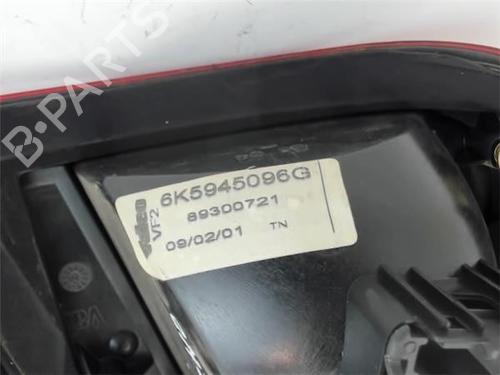 B-PARTS
Valeo
VF2
6K5945096G
89300721
09/02/01 TN